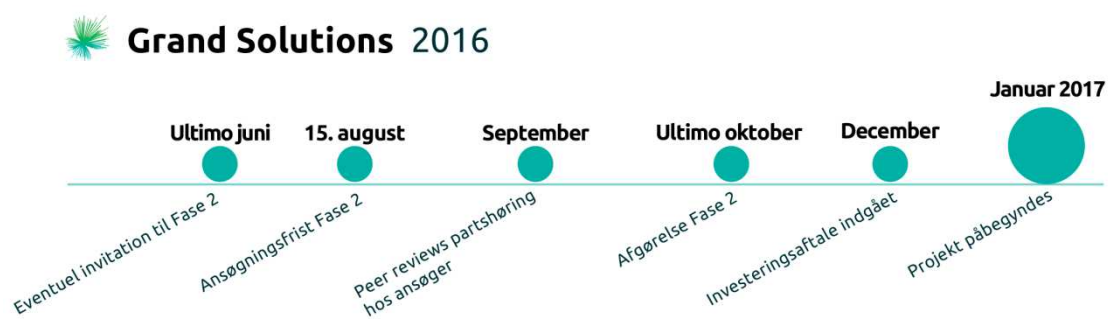 Grand Solutions 2016
Januar 2017
Ultimo juni
15. august
September
Ultimo oktober
December
Eventuel invitation til Fase 2
Ansøgningsfrist Fase 2
Peer reviews partshøring
hos ansøger
Afgørelse Fase 2
Investeringsaftale indgået
Projekt påbegyndes